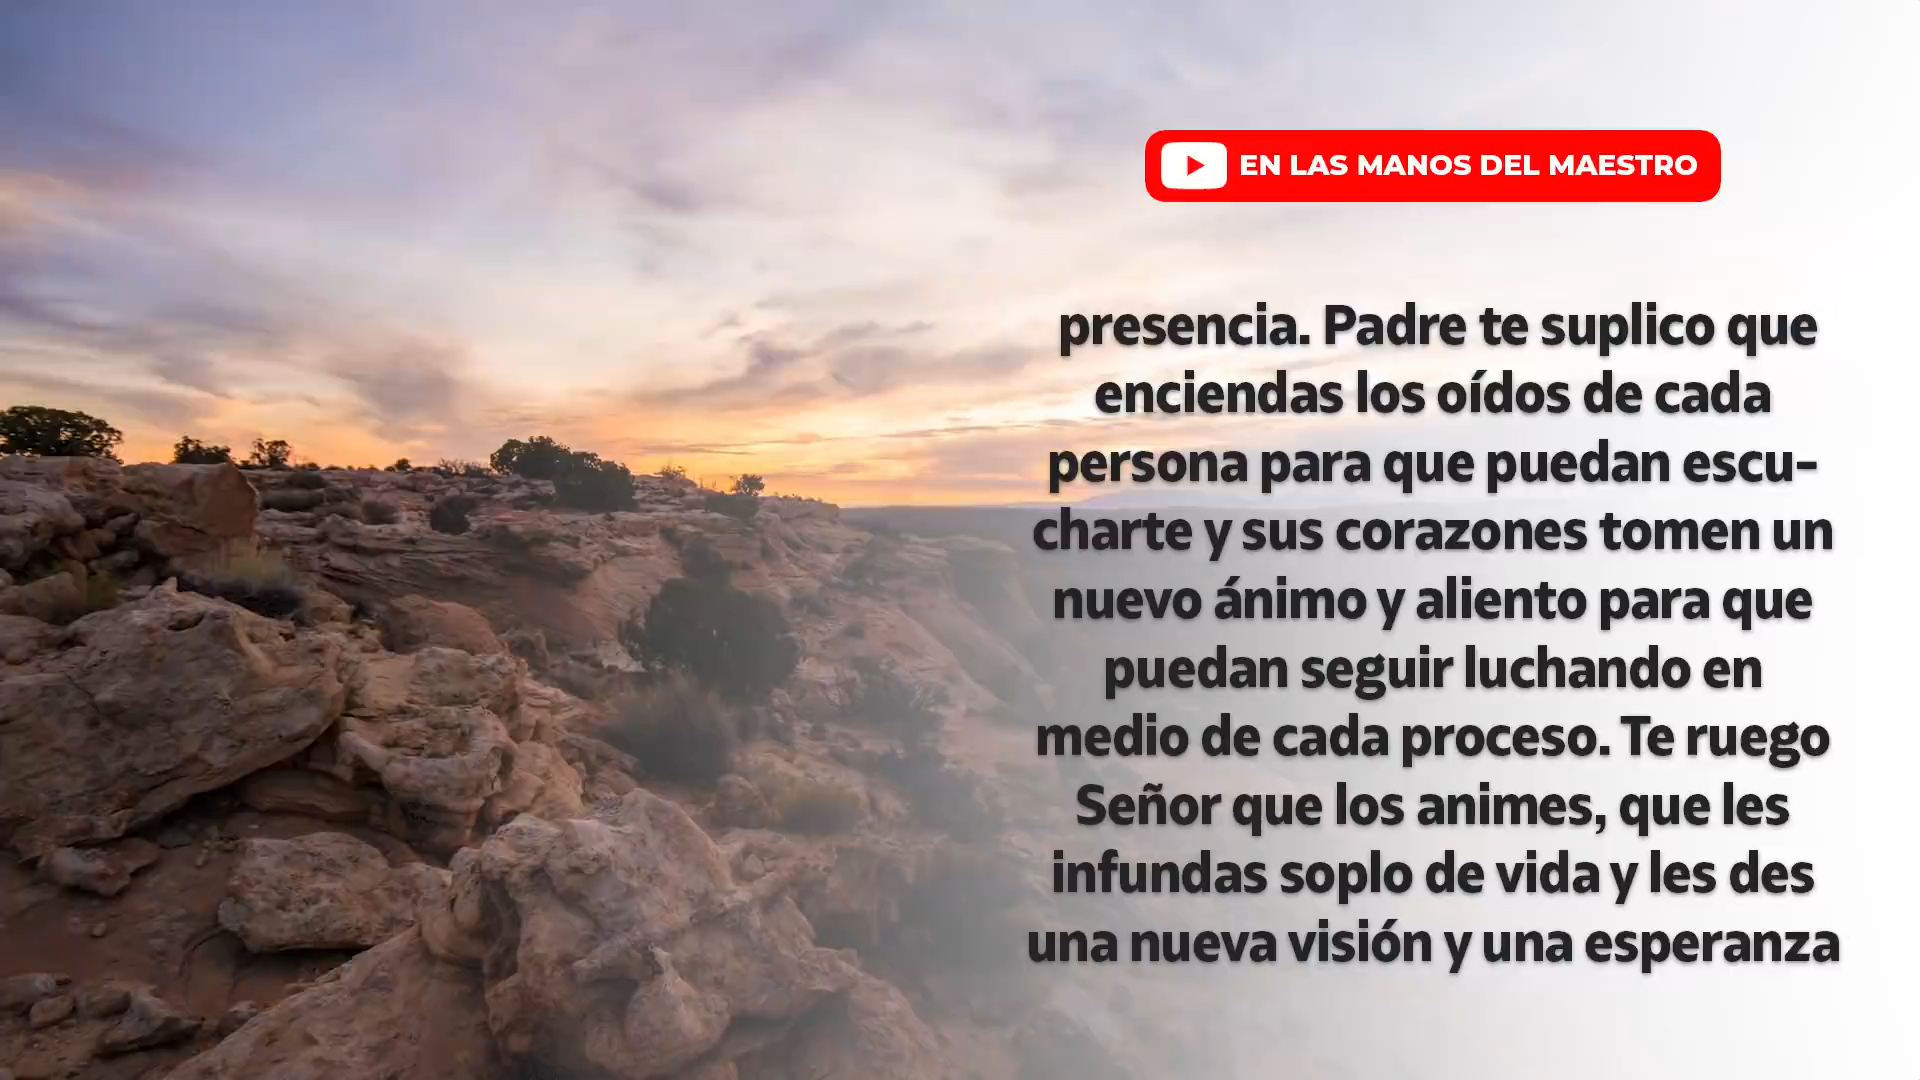 EN LAS MANOS DEL MAESTRO
presencia. Padre te suplico que
enciendas los oídos de cada
persona para que puedan escu-
charte y sus corazones tomen un
nuevo ánimo y aliento para que
puedan seguir luchando en
medio de cada proceso. Te ruego
Señor que los animes, que les
infundas soplo de vida y les des
una nueva visión y una esperanza